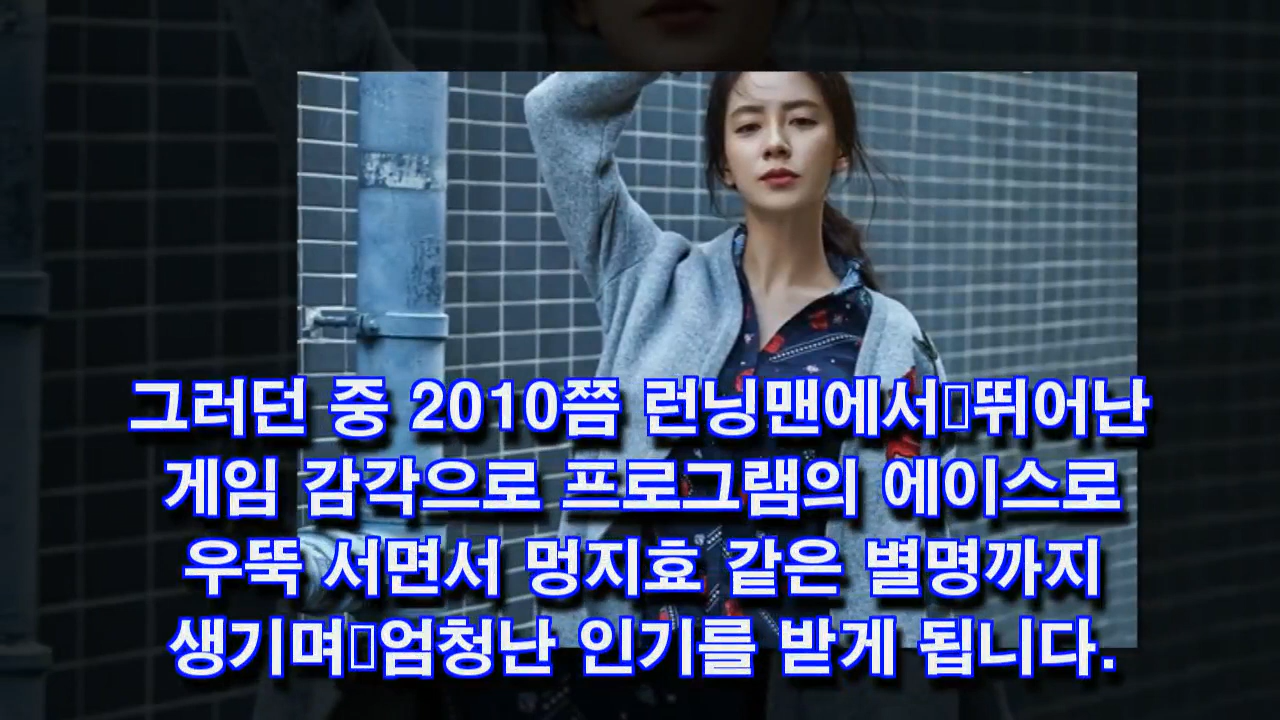 그러던 중 2010쯤 런닝맨에서▯뛰어난
게임 감각으로 프로그램의 에이스로
우뚝 서면서 멍지효 같은 별명까지
생기며▯엄청난 인기를 받게 됩니다.